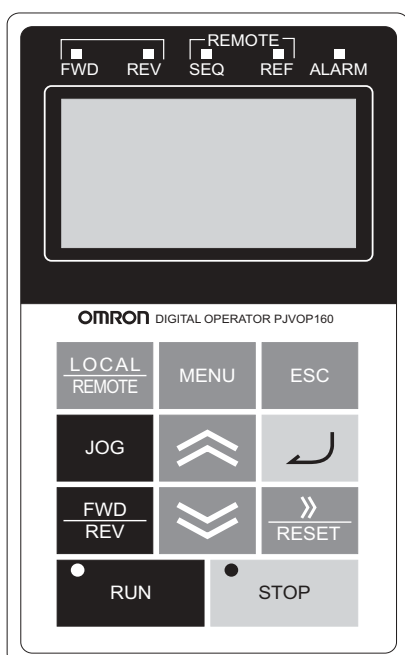 REMOTE
FWD REV SEQ REF ALARM
OMRON DIGITAL OPERATOR PJVOP160
LOCAL
REMOTE
MENU
ESC
JOG
FWD
REV
RESET
RUN
STOP